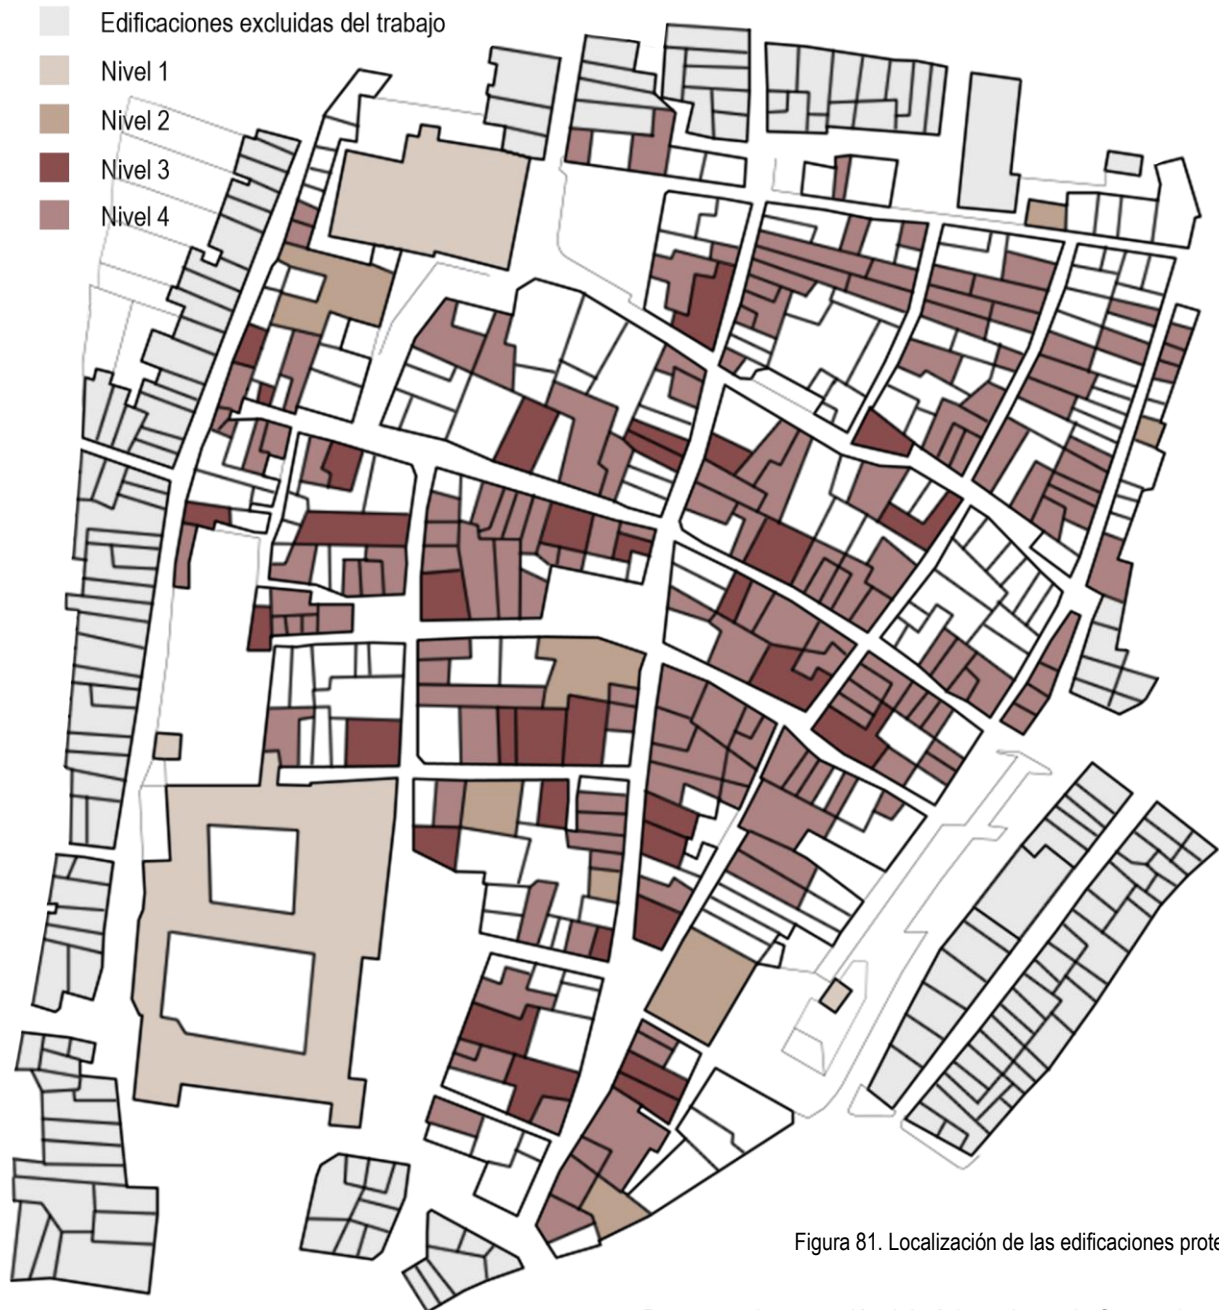 Edificaciones excluidas del trabajo
Nivel 1
Nivel 2
Nivel 3
Nivel 4
Figura 81. Localización de las edificaciones prote